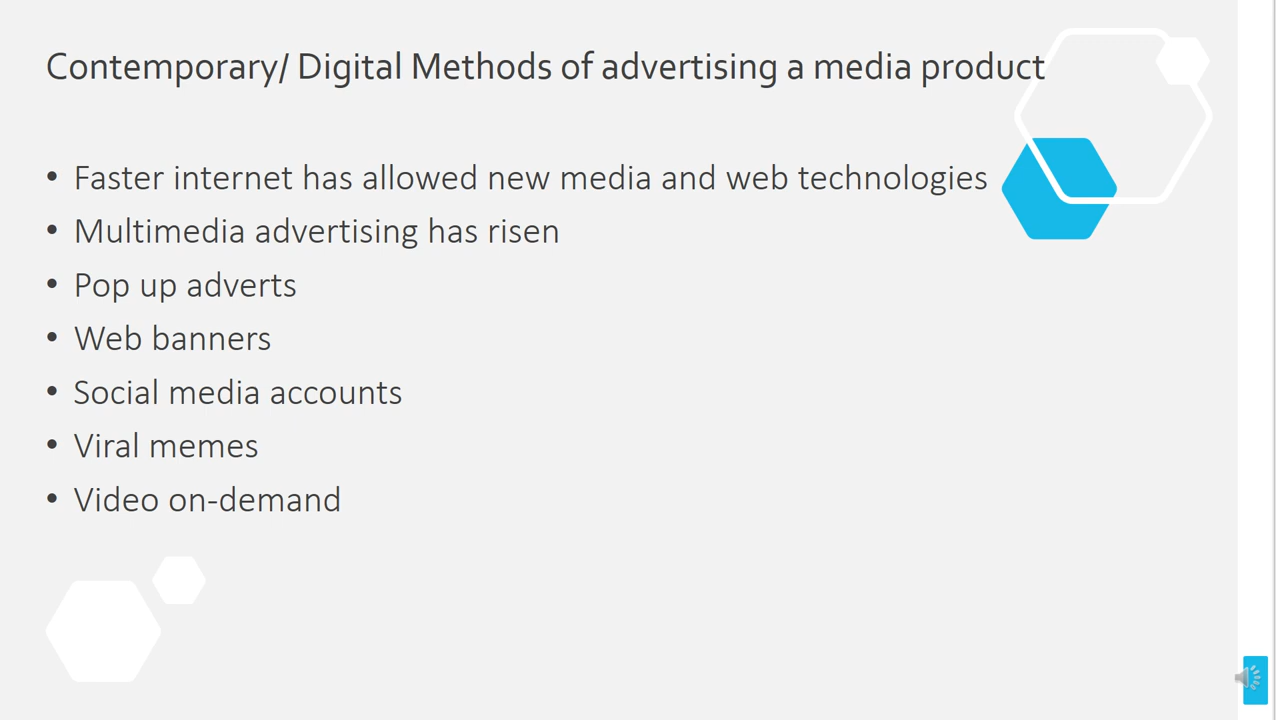 Contemporary/ Digital Methods of advertising a media product
• Faster internet has allowed new media and web technologies
• Multimedia advertising has risen
• Pop up adverts
• Web banners
• Social media accounts
• Viral memes
• Video on-demand